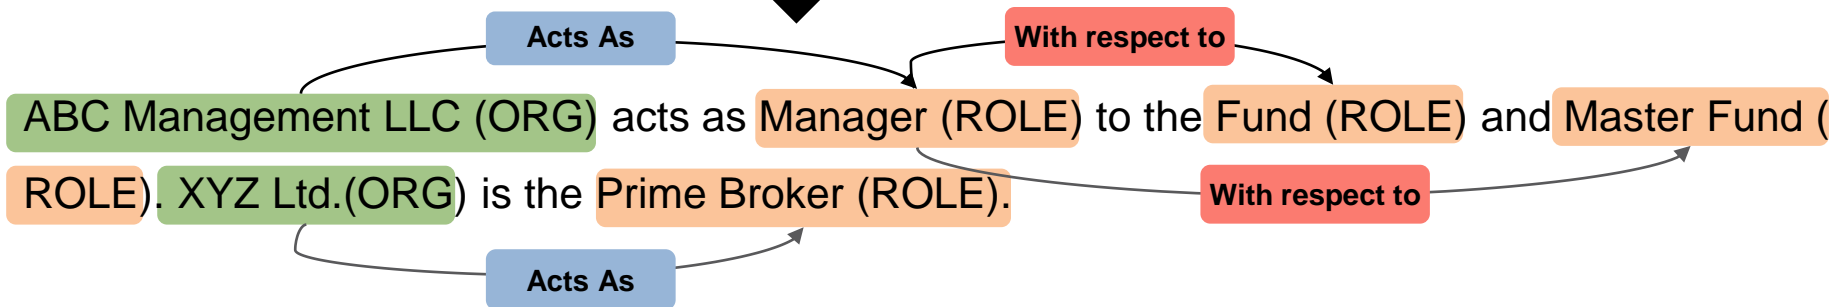 Acts As
With respect to
ABC Management LLC (ORG) acts as Manager (ROLE) to the Fund (ROLE) and Master Fund (
ROLE). XYZ Ltd.(ORG) is the Prime Broker (ROLE).
With respect to
Acts As